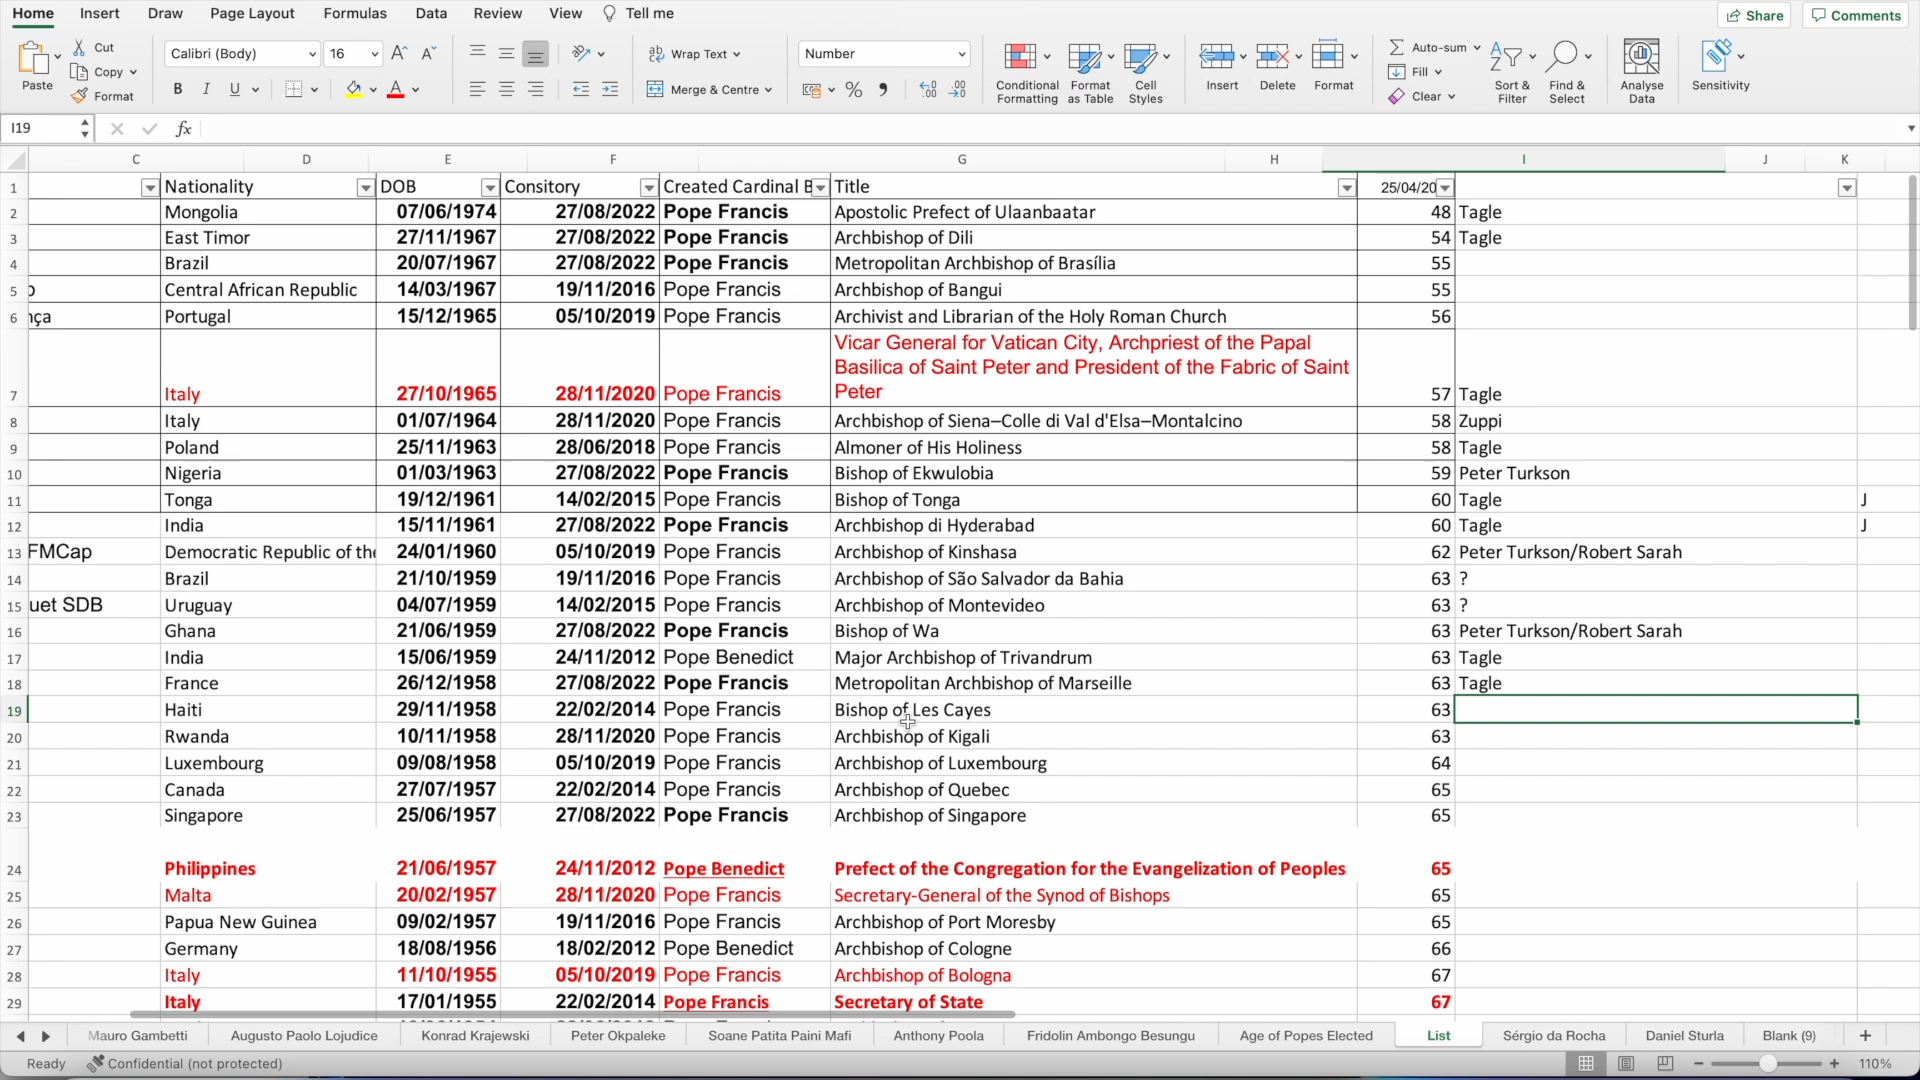 Home Insert Draw Page Layout Formulas Data Review View Tell me Share Comments
Paste Cut Copy Format Calibri (Body) 16 Wrap Text Merge & Centre Number Conditional Formatting Format as Table Cell Styles Insert Delete Format Auto-sum Fill Clear Sort & Filter Find & Select Analyse Data Sensitivity
I19 fx
C D E F G H I J K
1 Nationality DOB Consitory Created Cardinal B Title 25/04/20
2 Mongolia 07/06/1974 27/08/2022 Pope Francis Apostolic Prefect of Ulaanbaatar 48 Tagle
3 East Timor 27/11/1967 27/08/2022 Pope Francis Archbishop of Dili 54 Tagle
4 Brazil 20/07/1967 27/08/2022 Pope Francis Metropolitan Archbishop of Brasília 55
5 Central African Republic 14/03/1967 19/11/2016 Pope Francis Archbishop of Bangui 55
6 nça Portugal 15/12/1965 05/10/2019 Pope Francis Archivist and Librarian of the Holy Roman Church 56
Vicar General for Vatican City, Archpriest of the Papal
Basilica of Saint Peter and President of the Fabric of Saint
7 Italy 27/10/1965 28/11/2020 Pope Francis Peter 57 Tagle
8 Italy 01/07/1964 28/11/2020 Pope Francis Archbishop of Siena–Colle di Val d'Elsa–Montalcino 58 Zuppi
9 Poland 25/11/1963 28/06/2018 Pope Francis Almoner of His Holiness 58 Tagle
10 Nigeria 01/03/1963 27/08/2022 Pope Francis Bishop of Ekwulobia 59 Peter Turkson
11 Tonga 19/12/1961 14/02/2015 Pope Francis Bishop of Tonga 60 Tagle J
12 India 15/11/1961 27/08/2022 Pope Francis Archbishop di Hyderabad 60 Tagle J
13 FMCap Democratic Republic of the 24/01/1960 05/10/2019 Pope Francis Archbishop of Kinshasa 62 Peter Turkson/Robert Sarah
14 Brazil 21/10/1959 19/11/2016 Pope Francis Archbishop of São Salvador da Bahia 63 ?
15 uet SDB Uruguay 04/07/1959 14/02/2015 Pope Francis Archbishop of Montevideo 63 ?
16 Ghana 21/06/1959 27/08/2022 Pope Francis Bishop of Wa 63 Peter Turkson/Robert Sarah
17 India 15/06/1959 24/11/2012 Pope Benedict Major Archbishop of Trivandrum 63 Tagle
18 France 26/12/1958 27/08/2022 Pope Francis Metropolitan Archbishop of Marseille 63 Tagle
19 Haiti 29/11/1958 22/02/2014 Pope Francis Bishop of Les Cayes 63
20 Rwanda 10/11/1958 28/11/2020 Pope Francis Archbishop of Kigali 63
21 Luxembourg 09/08/1958 05/10/2019 Pope Francis Archbishop of Luxembourg 64
22 Canada 27/07/1957 22/02/2014 Pope Francis Archbishop of Quebec 65
23 Singapore 25/06/1957 27/08/2022 Pope Francis Archbishop of Singapore 65
24 Philippines 21/06/1957 24/11/2012 Pope Benedict Prefect of the Congregation for the Evangelization of Peoples 65
25 Malta 20/02/1957 28/11/2020 Pope Francis Secretary-General of the Synod of Bishops 65
26 Papua New Guinea 09/02/1957 19/11/2016 Pope Francis Archbishop of Port Moresby 65
27 Germany 18/08/1956 18/02/2012 Pope Benedict Archbishop of Cologne 66
28 Italy 11/10/1955 05/10/2019 Pope Francis Archbishop of Bologna 67
29 Italy 17/01/1955 22/02/2014 Pope Francis Secretary of State 67
Mauro Gambetti Augusto Paolo Lojudice Konrad Krajewski Peter Okpaleke Soane Patita Paini Mafi Anthony Poola Fridolin Ambongo Besungu Age of Popes Elected List Sérgio da Rocha Daniel Sturla Blank (9) +
Ready Confidential (not protected) 110%